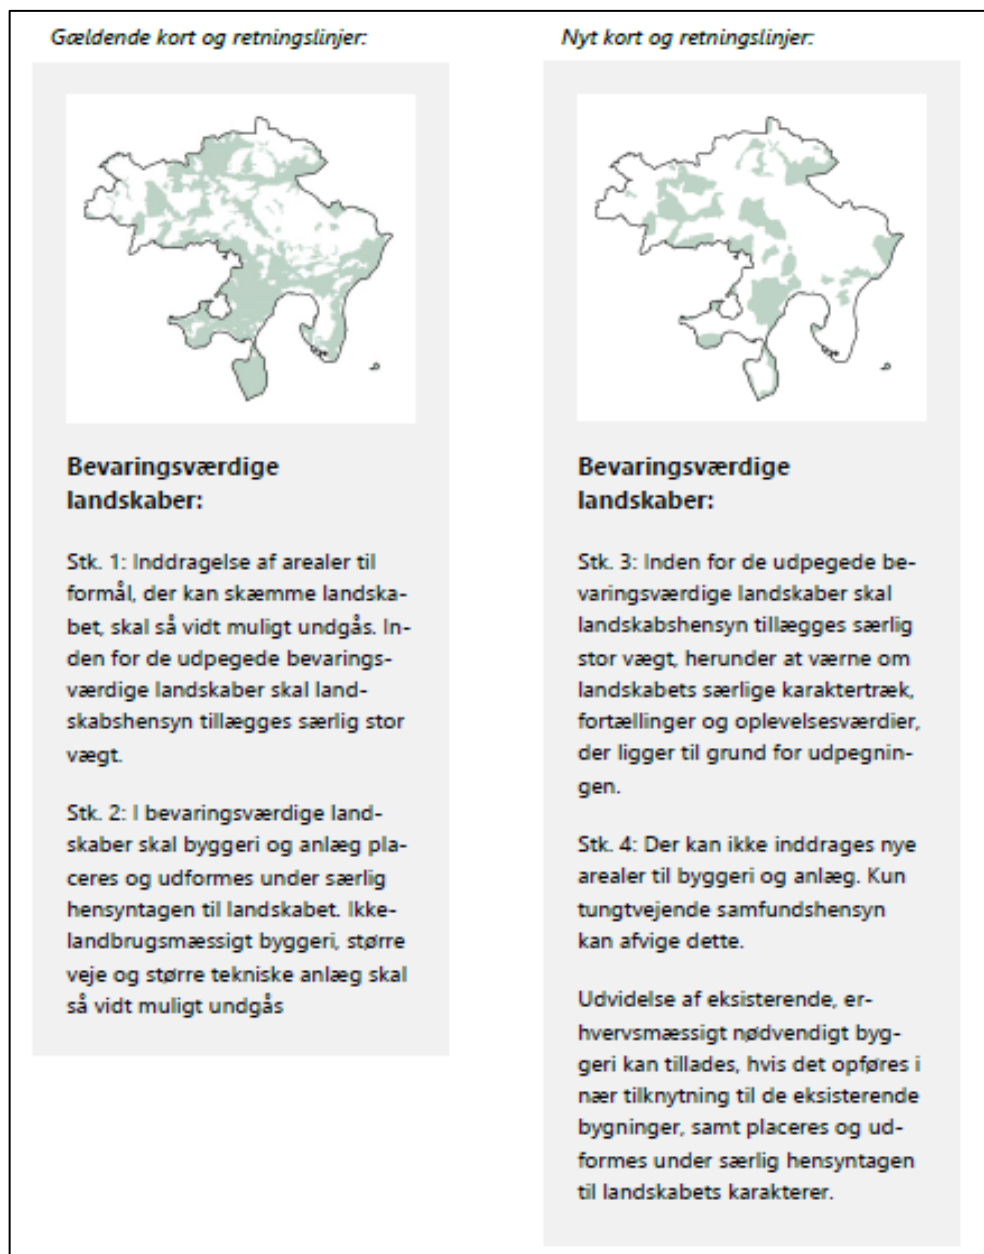 Gældende kort og retningslinjer:
Bevaringsværdige
landskaber:
Stk. 1: Inddragelse af arealer til
formål, der kan skæmme landska-
bet, skal så vidt muligt undgås. In-
den for de udpegede bevarings-
værdige landskaber skal land-
skabshensyn tillægges særlig stor
vægt.
Stk. 2: I bevaringsværdige land-
skaber skal byggeri og anlæg pla-
ceres og udformes under særlig
hensyntagen til landskabet. Ikke-
landbrugsmæssigt byggeri, større
veje og større tekniske anlæg skal
så vidt muligt undgås
Nyt kort og retningslinjer:
Bevaringsværdige
landskaber:
Stk. 3: Inden for de udpegede be-
varingsværdige landskaber skal
landskabshensyn tillægges særlig
stor vægt, herunder at værne om
landskabets særlige karaktertræk,
fortællinger og oplevelsesværdier,
der ligger til grund for udpegnin-
gen.
Stk. 4: Der kan ikke inddrages nye
arealer til byggeri og anlæg. Kun
tungtvejende samfundshensyn
kan afvige dette.
Udvidelse af eksisterende, er-
hvervsmæssigt nødvendigt byg-
geri kan tillades, hvis det opføres i
nær tilknytning til de eksisterende
bygninger, samt placeres og ud-
formes under særlig hensyntagen
til landskabets karakterer.